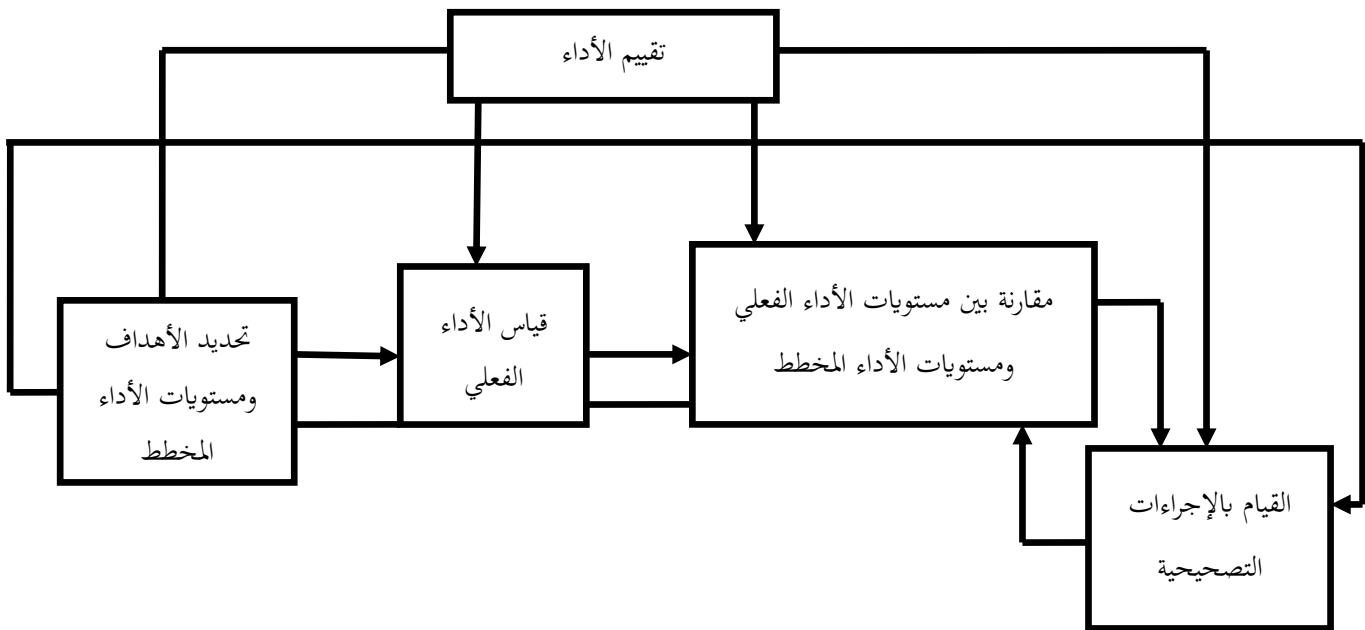 تقييم الأداء
مقارنة بين مستويات الأداء الفعلي
ومستويات الأداء المخطط
قياس الأداء
الفعلي
تحديد الأهداف
ومستويات الأداء
المخطط
القيام بالإجراءات
التصحيحية